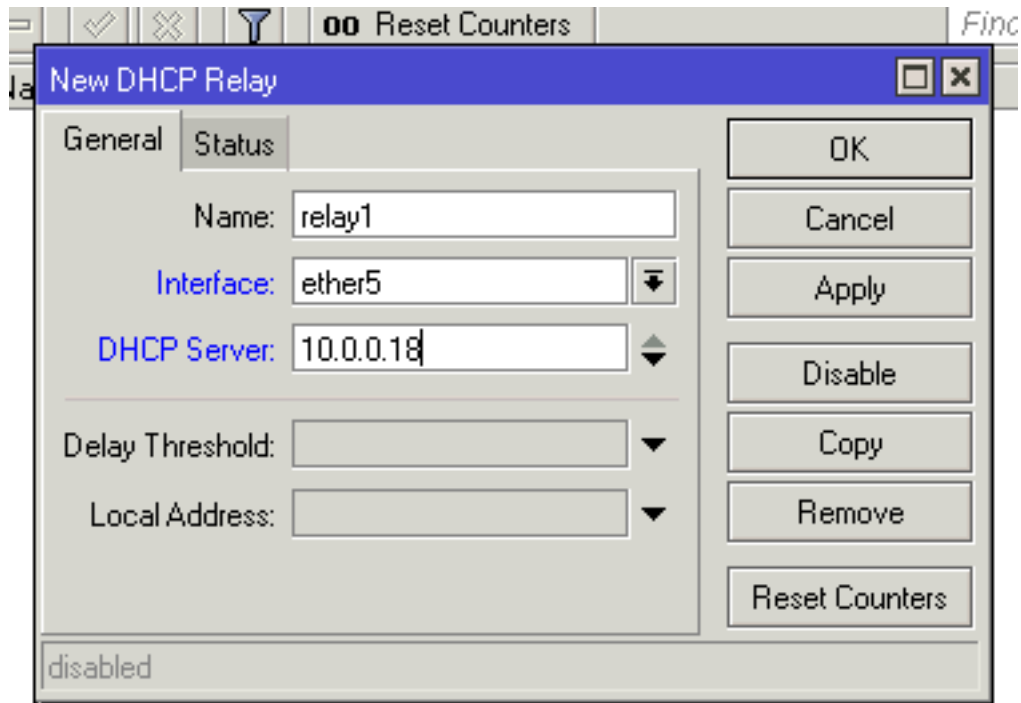 00 Reset Counters
Find
Na
New DHCP Relay
General Status
OK
Name: relay1
Cancel
Interface: ether5
Apply
DHCP Server: 10.0.0.18
Disable
Delay Threshold:
Copy
Local Address:
Remove
Reset Counters
disabled